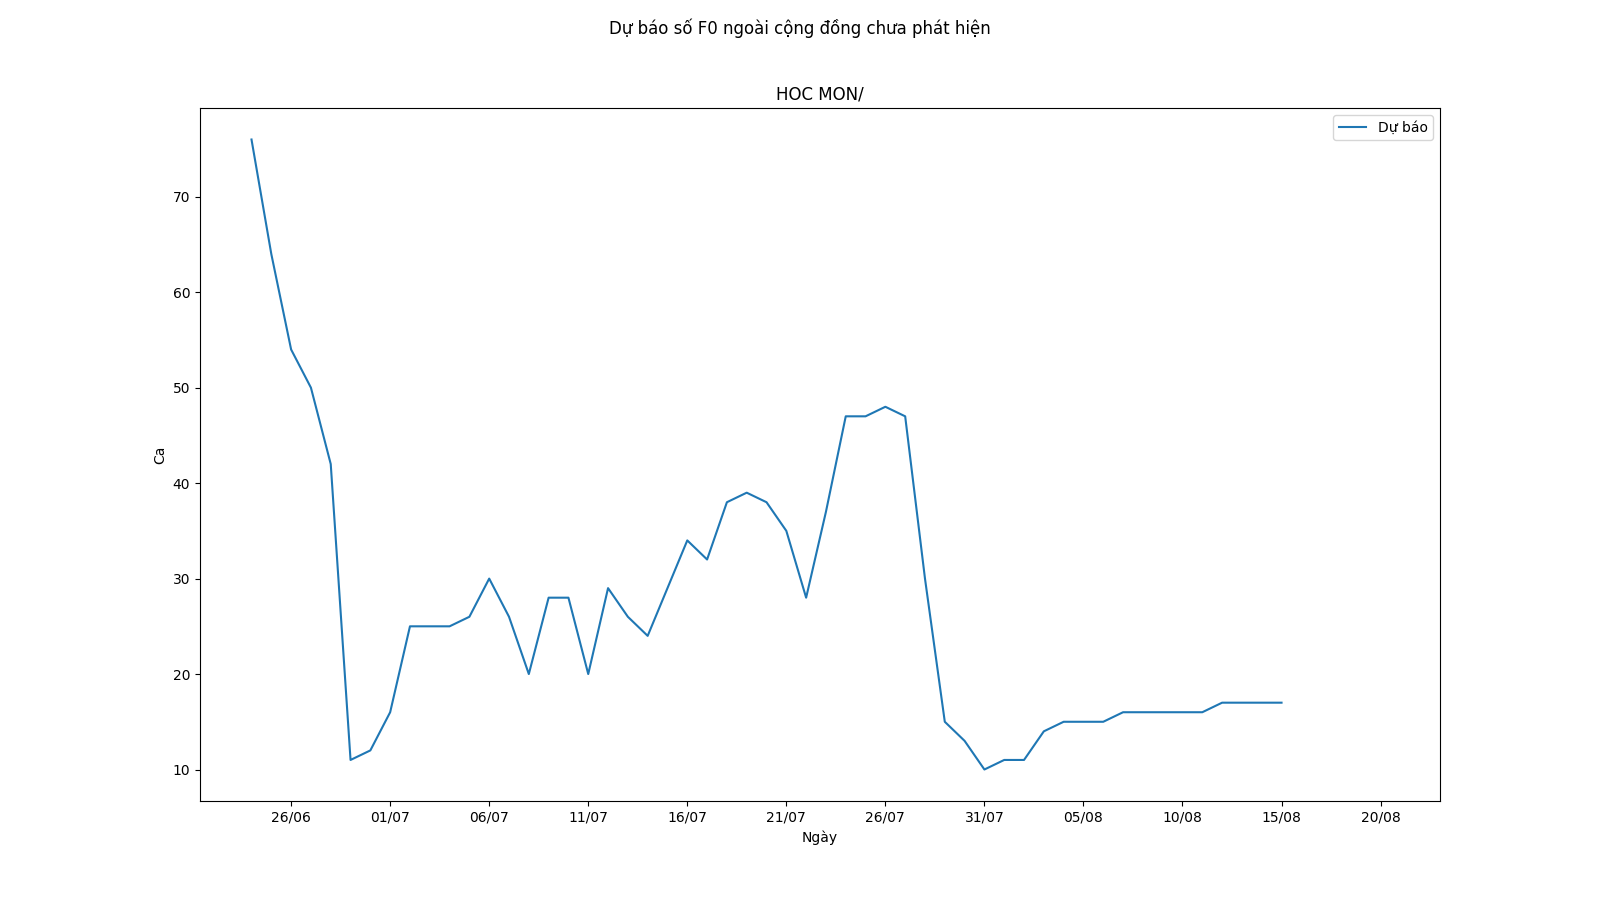 Dự báo số F0 ngoài cộng đồng chưa phát hiện
HOC MON/
Dự báo
70
60
50
40
30
20
10
Ca
26/06 01/07 06/07 11/07 16/07 21/07 26/07 31/07 05/08 10/08 15/08 20/08
Ngày